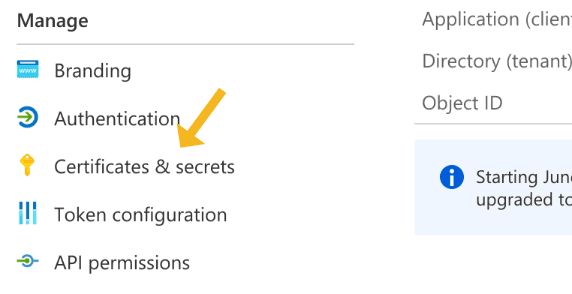 Manage
www
Branding
Authentication
Certificates & secrets
Token configuration
API permissions
Application (client
Directory (tenant)
Object ID
Starting June
upgraded to